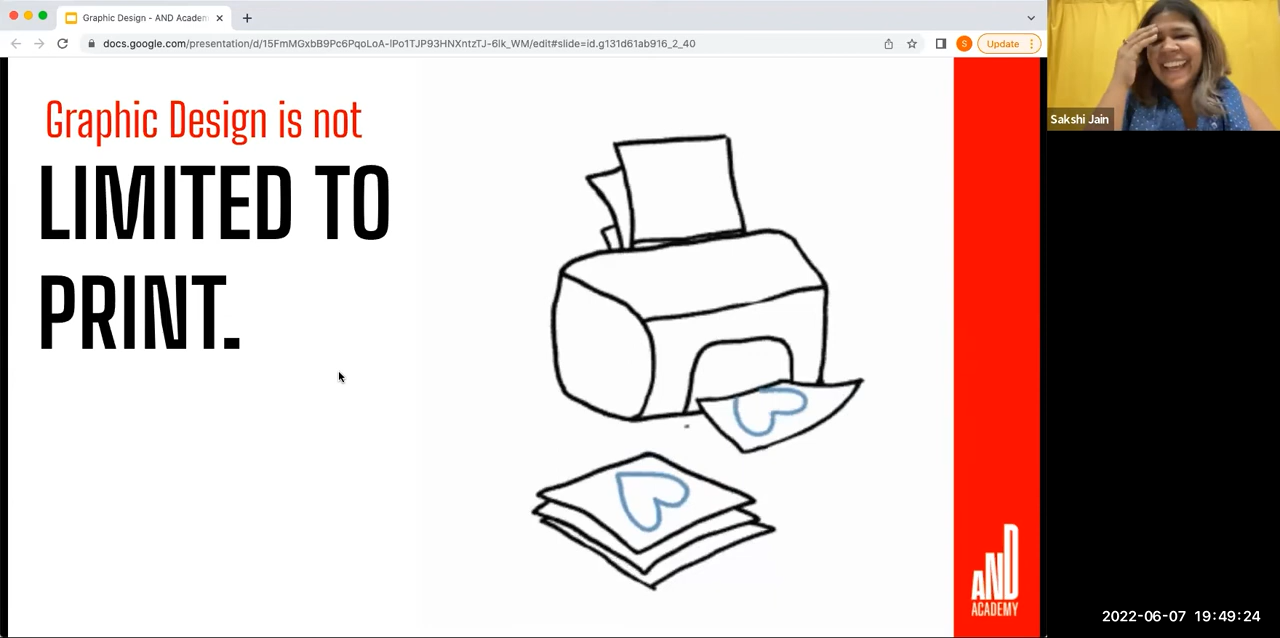 Graphic Design - AND Academ
docs.google.com/presentation/d/15FmMGxbB9Pc6PqoLoA-lPo1TJP93HNXntzTJ-6lk_WM/edit#slide=id.g131d61ab916_2_40
S
Update
Sakshi Jain
Graphic Design is not
LIMITED TO
PRINT.
AND
ACADEMY
2022-06-07 19:49:24